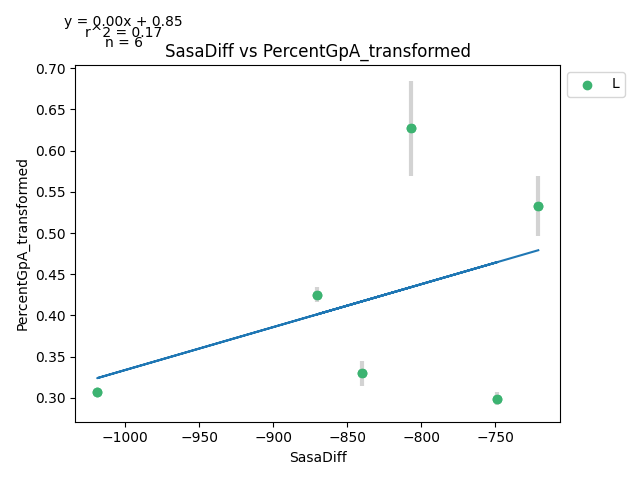 y = 0.00x + 0.85
r^2 = 0.17
n = 6
SasaDiff vs PercentGpA_transformed
L
0.70
0.65
0.60
0.55
0.50
0.45
0.40
0.35
0.30
PercentGpA_transformed
−1000 −950 −900 −850 −800 −750
SasaDiff